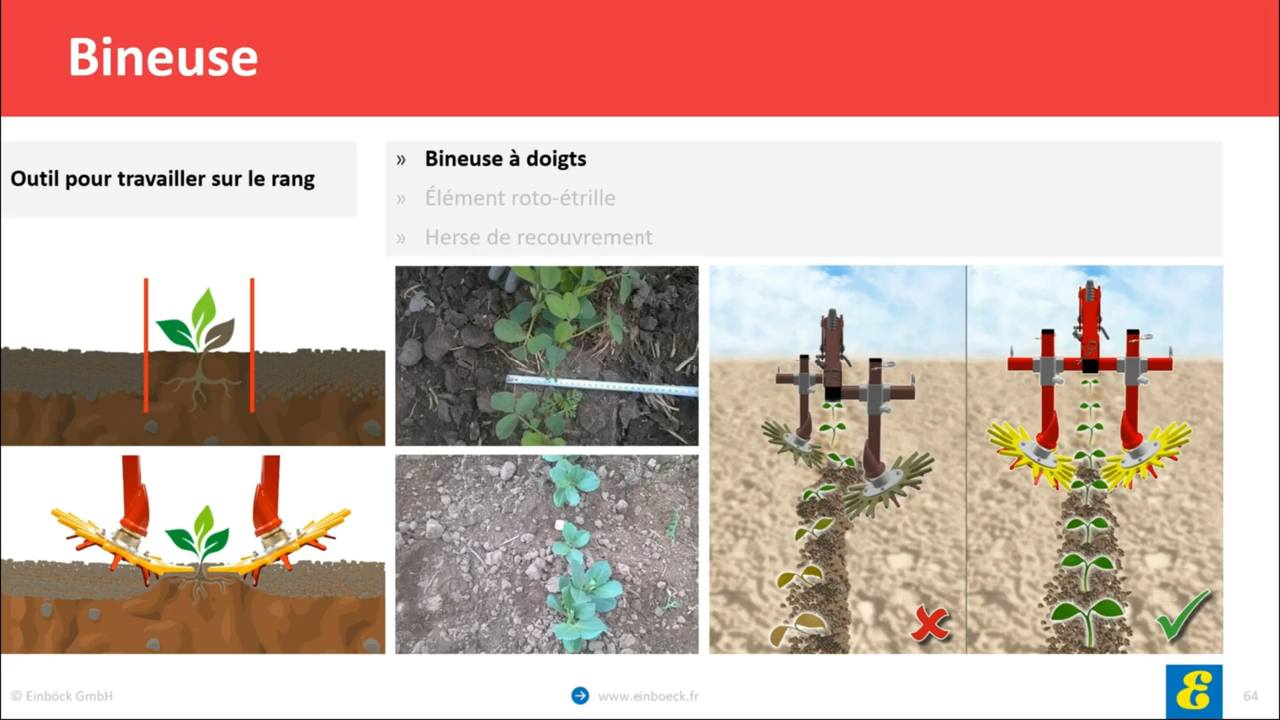 Bineuse
Outil pour travailler sur le rang
» Bineuse à doigts
» Élément roto-étrille
» Herse de recouvrement
© Einböck GmbH
www.einboeck.fr
E
64